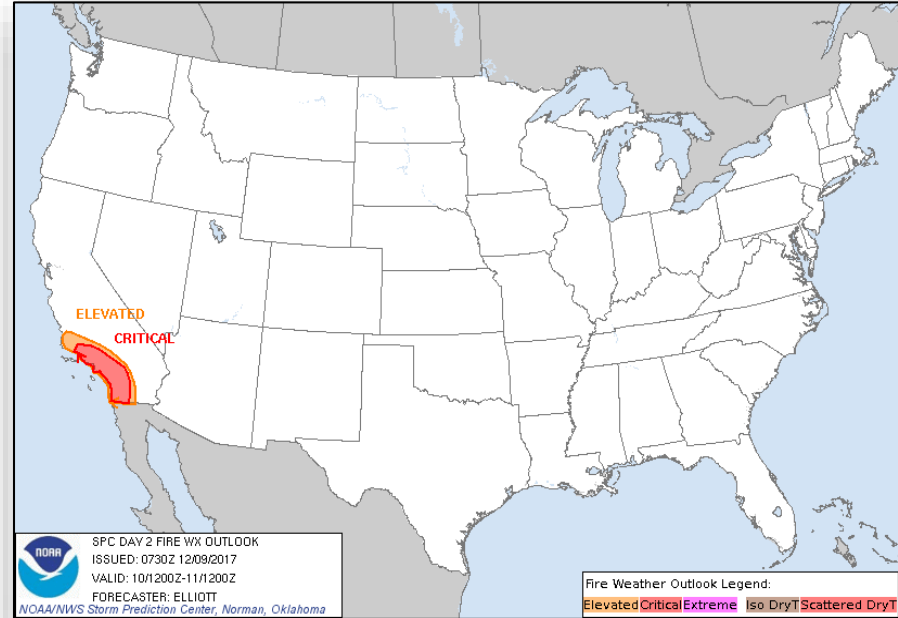 ELEVATED
CRITICAL
NOAA
SPC DAY 2 FIRE WX OUTLOOK
ISSUED: 0730Z 12/09/2017
VALID: 10/1200Z-11/1200Z
FORECASTER: ELLIOTT
NOAA/NWS Storm Prediction Center, Norman, Oklahoma
Fire Weather Outlook Legend:
Elevated Critical Extreme Iso DryT Scattered DryT